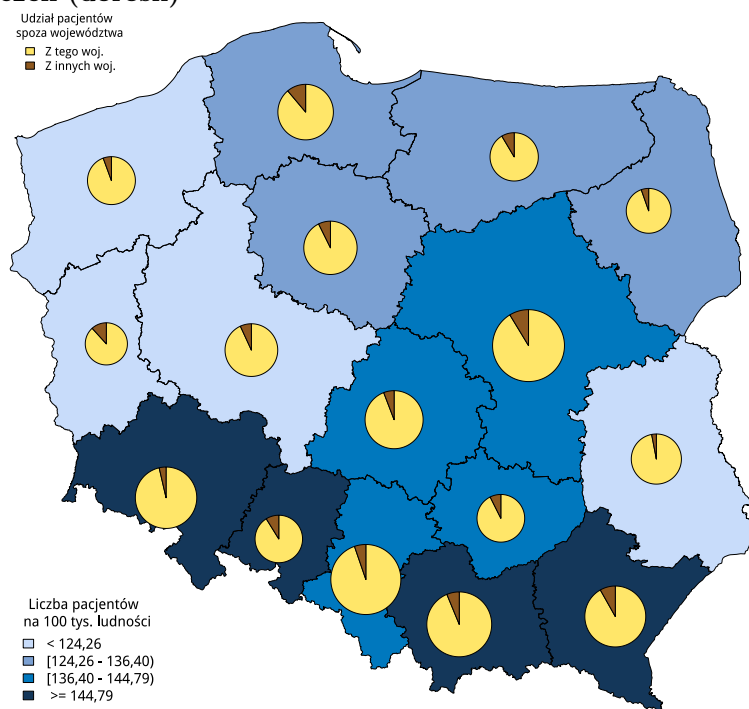 Udział pacjentów
spoza województwa
Z tego woj.
Z innych woj.
Liczba pacjentów
na 100 tys. ludności
< 124,26
[124,26 - 136,40)
[136,40 - 144,79)
>= 144,79